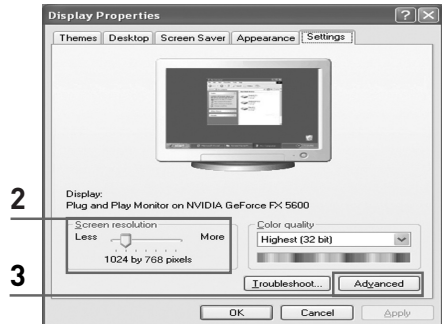 Display Properties
Themes Desktop Screen Saver Appearance Settings
Display:
Plug and Play Monitor on NVIDIA GeForce FX 5600
2
Screen resolution
Less More
1024 by 768 pixels
Color quality
Highest (32 bit)
3
Troubleshoot... Advanced
OK Cancel Apply